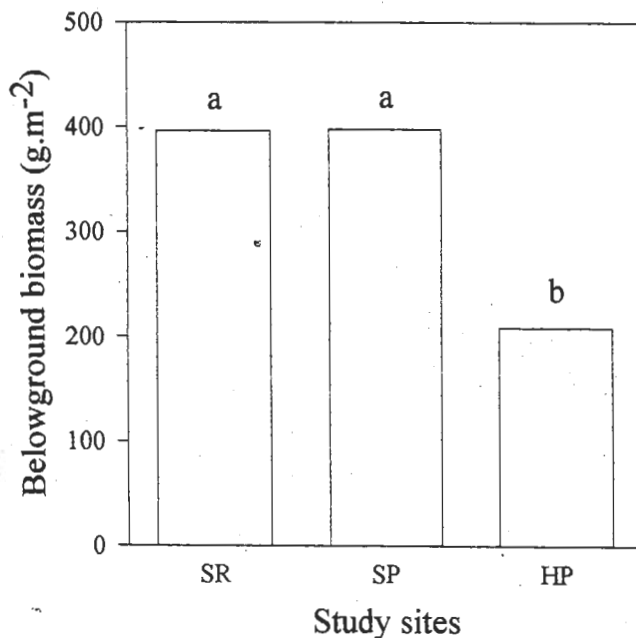 500
a
a
400
300
b
200
100
0
SR SP HP
Belowground biomass (g.m-2)
Study sites